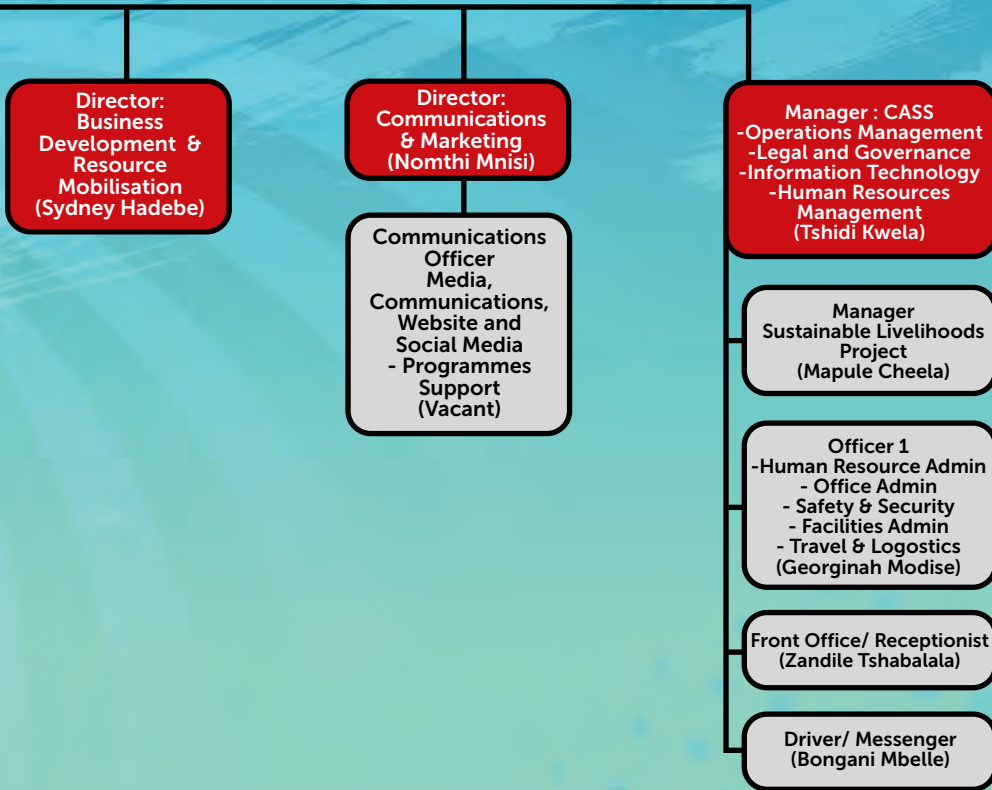 Director:
Business
Development &
Resource
Mobilisation
(Sydney Hadebe)
Director:
Communications
& Marketing
(Nomthi Mnisi)
Communications
Officer
Media,
Communications,
Website and
Social Media
- Programmes
Support
(Vacant)
Manager : CASS
-Operations Management
-Legal and Governance
-Information Technology
-Human Resources
Management
(Tshidi Kwela)
Manager
Sustainable Livelihoods
Project
(Mapule Cheela)
Officer 1
-Human Resource Admin
- Office Admin
- Safety & Security
- Facilities Admin
- Travel & Logostics
(Georginah Modise)
Front Office/ Receptionist
(Zandile Tshabalala)
Driver/ Messenger
(Bongani Mbelle)